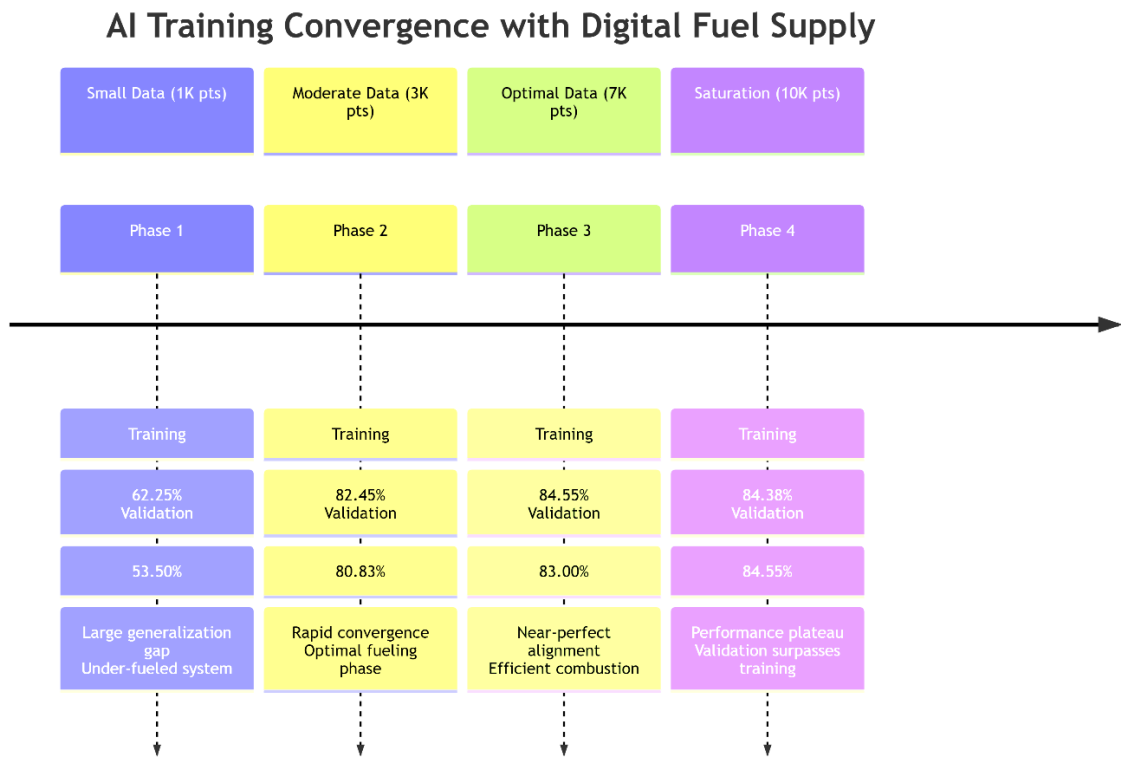 AI Training Convergence with Digital Fuel Supply
Small Data (1K pts)
Moderate Data (3K
pts)
Optimal Data (7K
pts)
Saturation (10K pts)
Phase 1
Phase 2
Phase 3
Phase 4
Training
62.25%
Validation
53.50%
Large generalization
gap
Under-fueled system
Training
82.45%
Validation
80.83%
Rapid convergence
Optimal fueling
phase
Training
84.55%
Validation
83.00%
Near-perfect
alignment
Efficient combustion
Training
84.38%
Validation
84.55%
Performance plateau
Validation surpasses
training